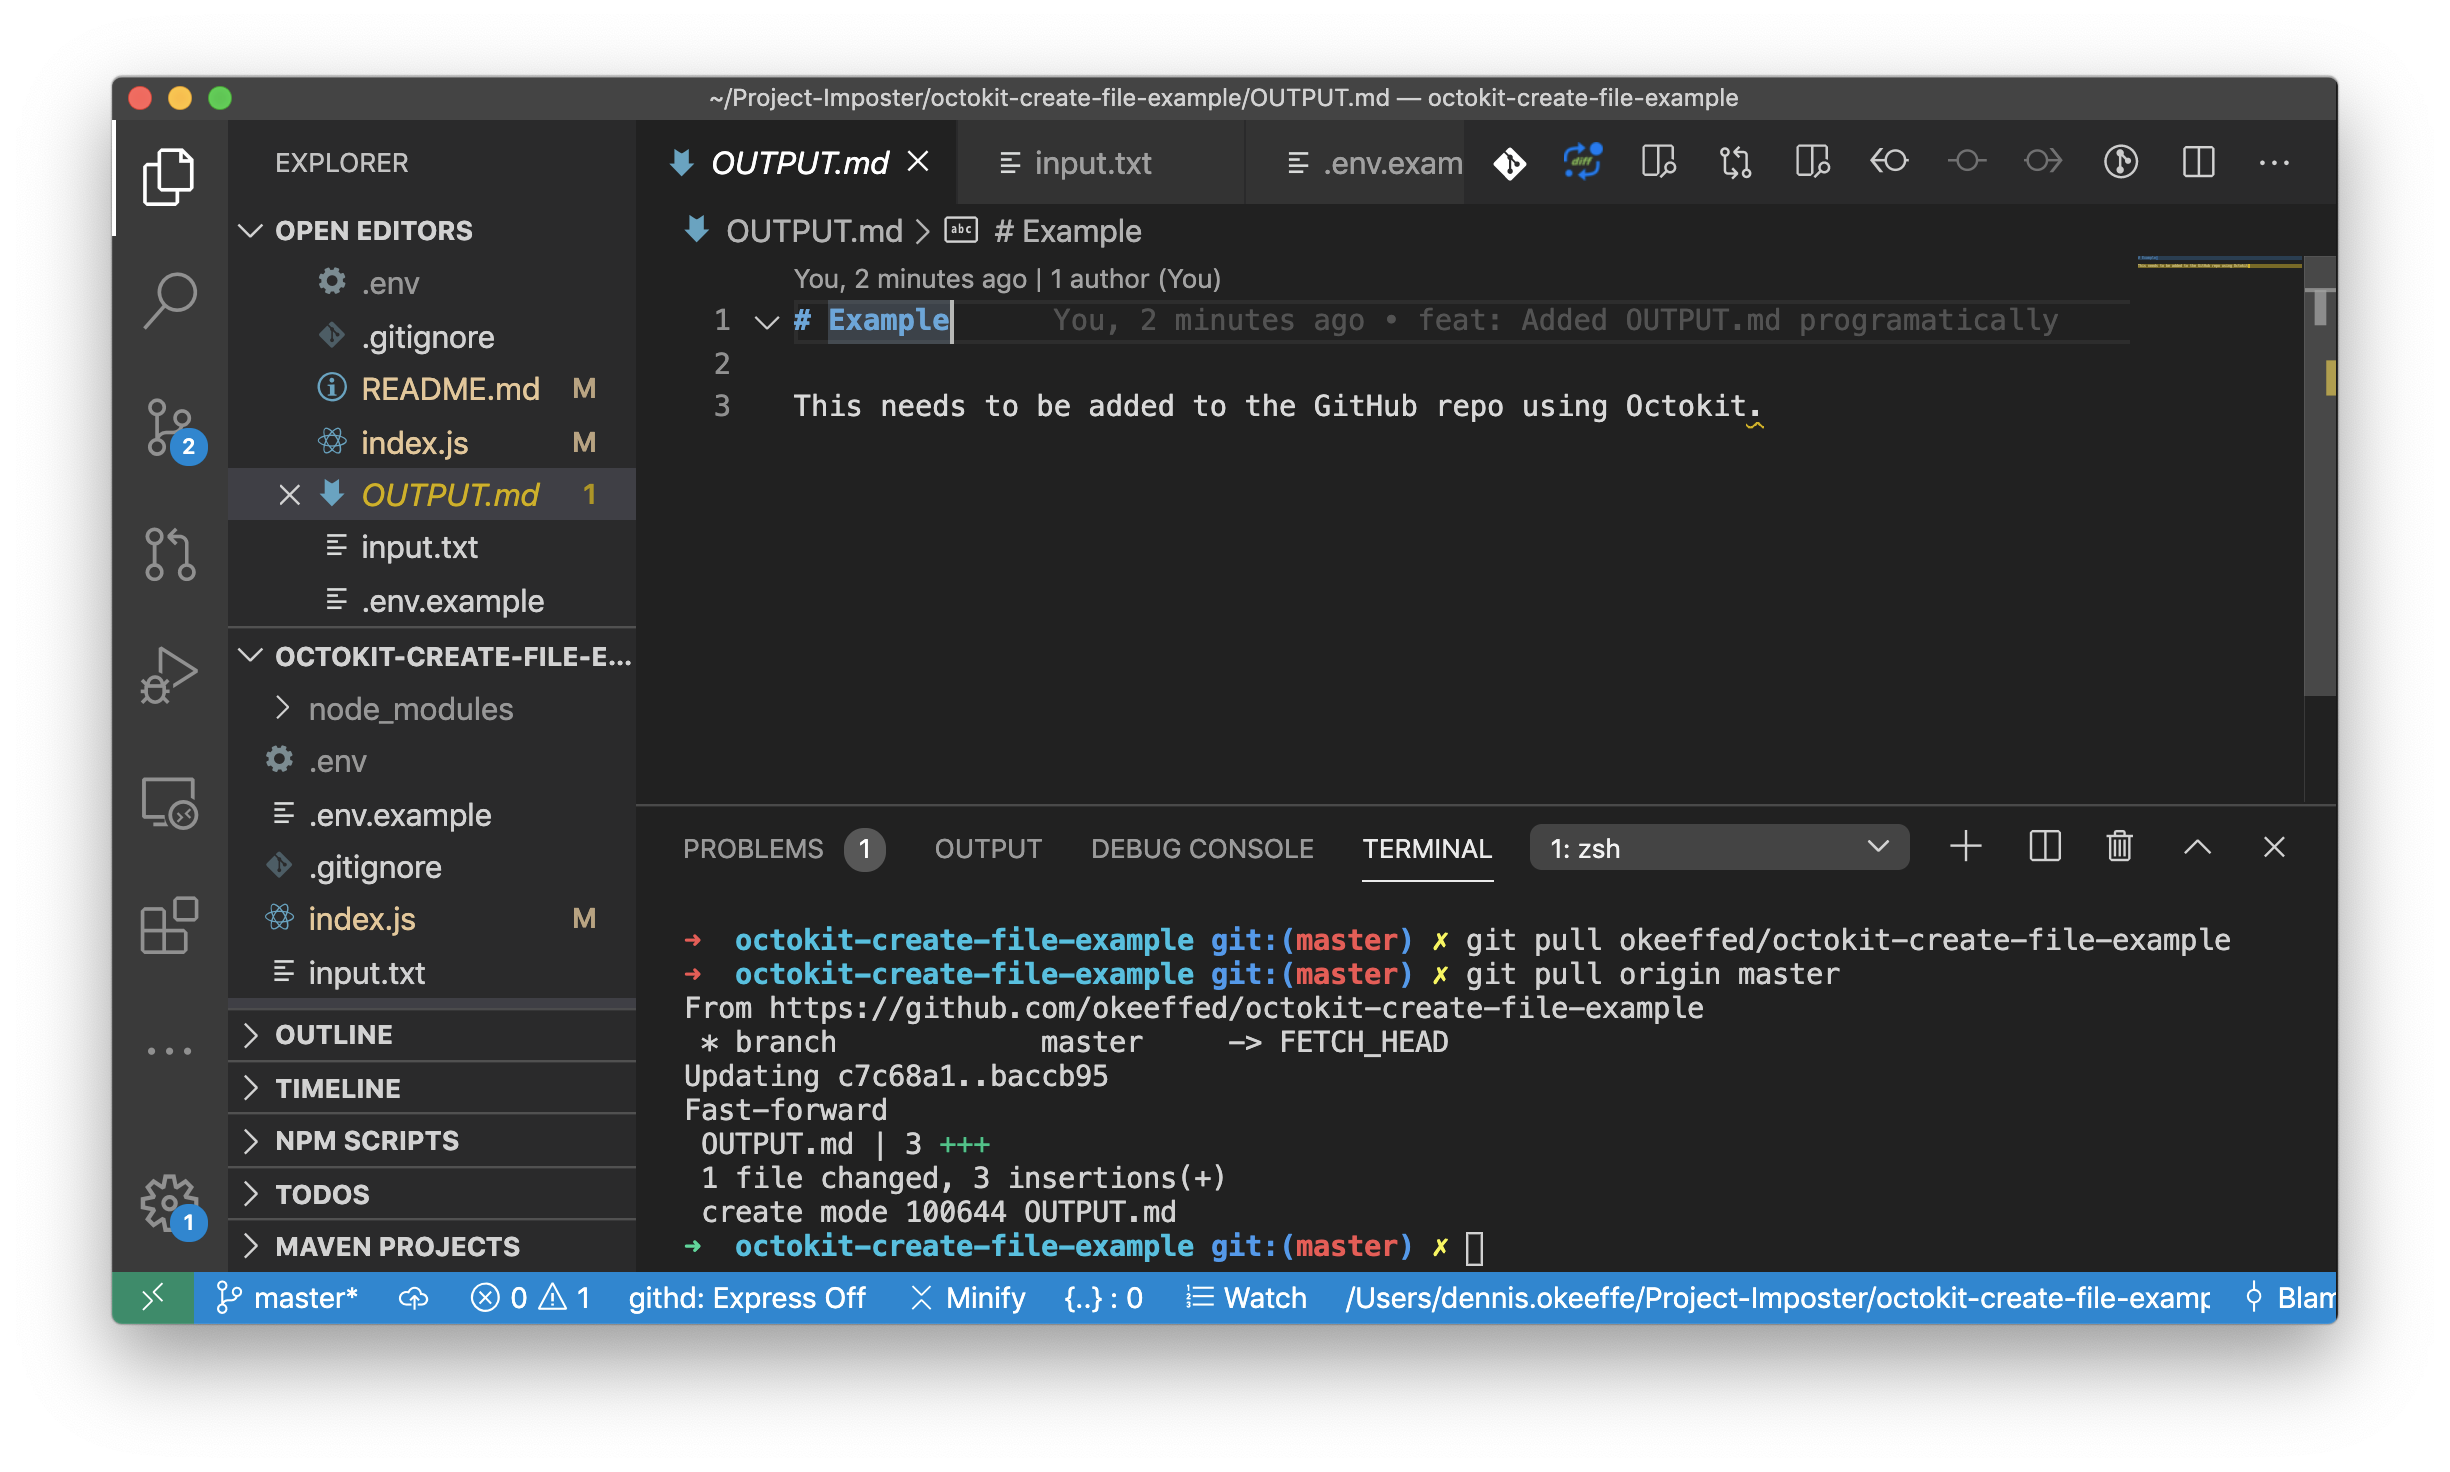 ~/Project-Imposter/octokit-create-file-example/OUTPUT.md — octokit-create-file-example
EXPLORER
OPEN EDITORS
.env
.gitignore
README.md M
index.js M
OUTPUT.md 1
input.txt
.env.example
OCTOKIT-CREATE-FILE-E...
node_modules
.env
.env.example
.gitignore
index.js M
input.txt
OUTLINE
TIMELINE
NPM SCRIPTS
TODOS
MAVEN PROJECTS
2
1
OUTPUT.md input.txt .env.exam
diff
OUTPUT.md > abc # Example
You, 2 minutes ago | 1 author (You)
1 # Example You, 2 minutes ago • feat: Added OUTPUT.md programatically
2
3 This needs to be added to the GitHub repo using Octokit.
PROBLEMS 1 OUTPUT DEBUG CONSOLE TERMINAL 1: zsh
➜ octokit-create-file-example git:(master) ✗ git pull okeeffed/octokit-create-file-example
➜ octokit-create-file-example git:(master) ✗ git pull origin master
From https://github.com/okeeffed/octokit-create-file-example
* branch master -> FETCH_HEAD
Updating c7c68a1..baccb95
Fast-forward
OUTPUT.md | 3 +++
1 file changed, 3 insertions(+)
create mode 100644 OUTPUT.md
➜ octokit-create-file-example git:(master) ✗
master* 0 1 githd: Express Off Minify {..} : 0 Watch /Users/dennis.okeeffe/Project-Imposter/octokit-create-file-examp Blam